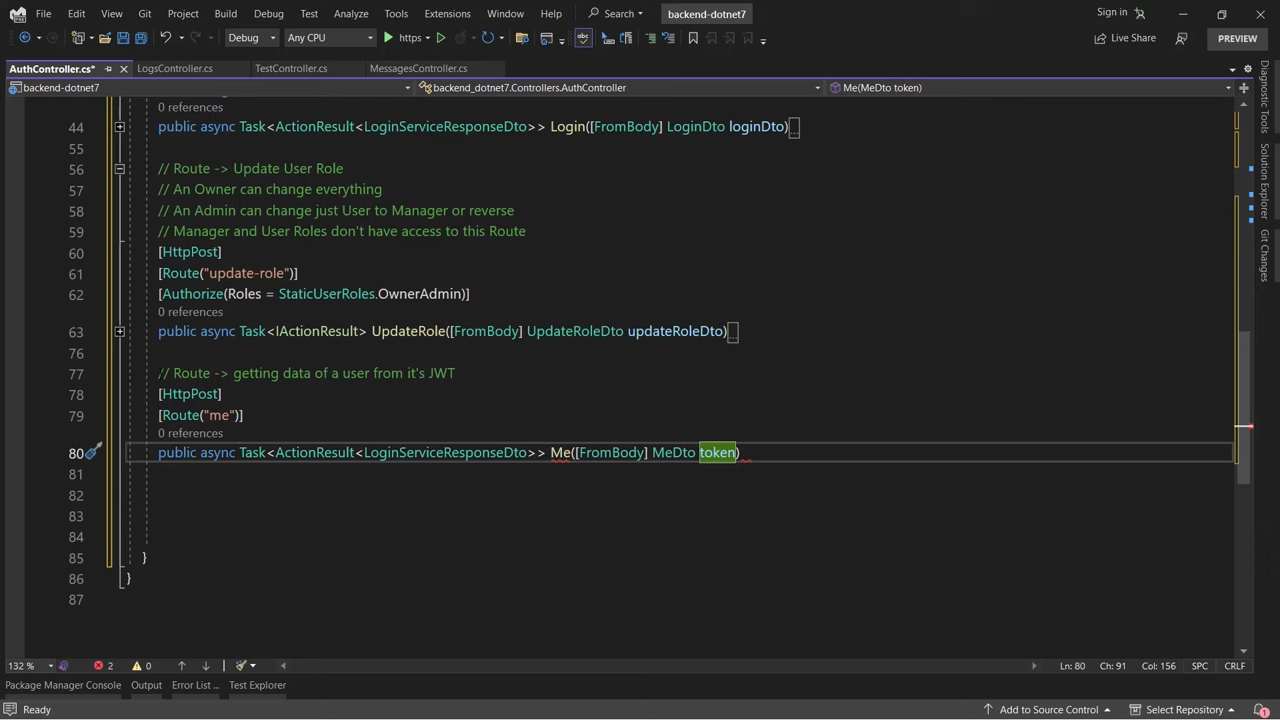 File Edit View Git Project Build Debug Test Analyze Tools Extensions Window Help Search backend-dotnet7 Sign in
Debug Any CPU https Live Share PREVIEW
AuthController.cs* LogsController.cs TestController.cs MessagesController.cs
backend-dotnet7 backend_dotnet7.Controllers.AuthController Me(MeDto token)
0 references
44 public async Task<ActionResult<LoginServiceResponseDto>> Login([FromBody] LoginDto loginDto)...
55
56 // Route -> Update User Role
57 // An Owner can change everything
58 // An Admin can change just User to Manager or reverse
59 // Manager and User Roles don't have access to this Route
60 [HttpPost]
61 [Route("update-role")]
62 [Authorize(Roles = StaticUserRoles.OwnerAdmin)]
0 references
63 public async Task<IActionResult> UpdateRole([FromBody] UpdateRoleDto updateRoleDto)...
76
77 // Route -> getting data of a user from it's JWT
78 [HttpPost]
79 [Route("me")]
0 references
80 public async Task<ActionResult<LoginServiceResponseDto>> Me([FromBody] MeDto token)
81
82
83
84
85 }
86 }
87
132 % 2 0 Ln: 80 Ch: 91 Col: 156 SPC CRLF
Package Manager Console Output Error List ... Test Explorer
Ready Add to Source Control Select Repository 1
Diagnostic Tools
Solution Explorer
Git Changes